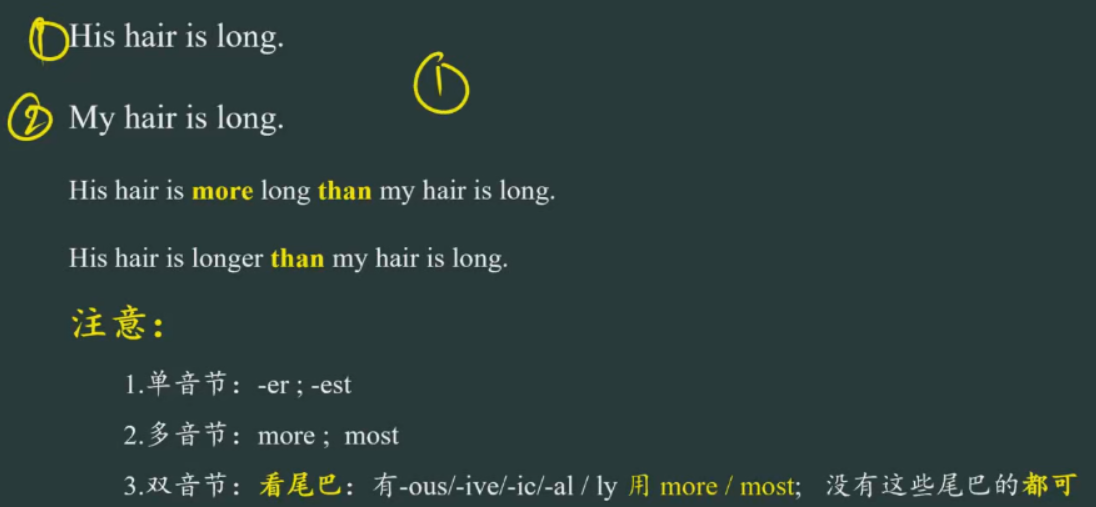 ① His hair is long.
①
② My hair is long.
His hair is more long than my hair is long.
His hair is longer than my hair is long.
注意：
1.单音节：-er ; -est
2.多音节：more ; most
3.双音节：看尾巴：有-ous/-ive/-ic/-al / ly 用 more / most; 没有这些尾巴的都可